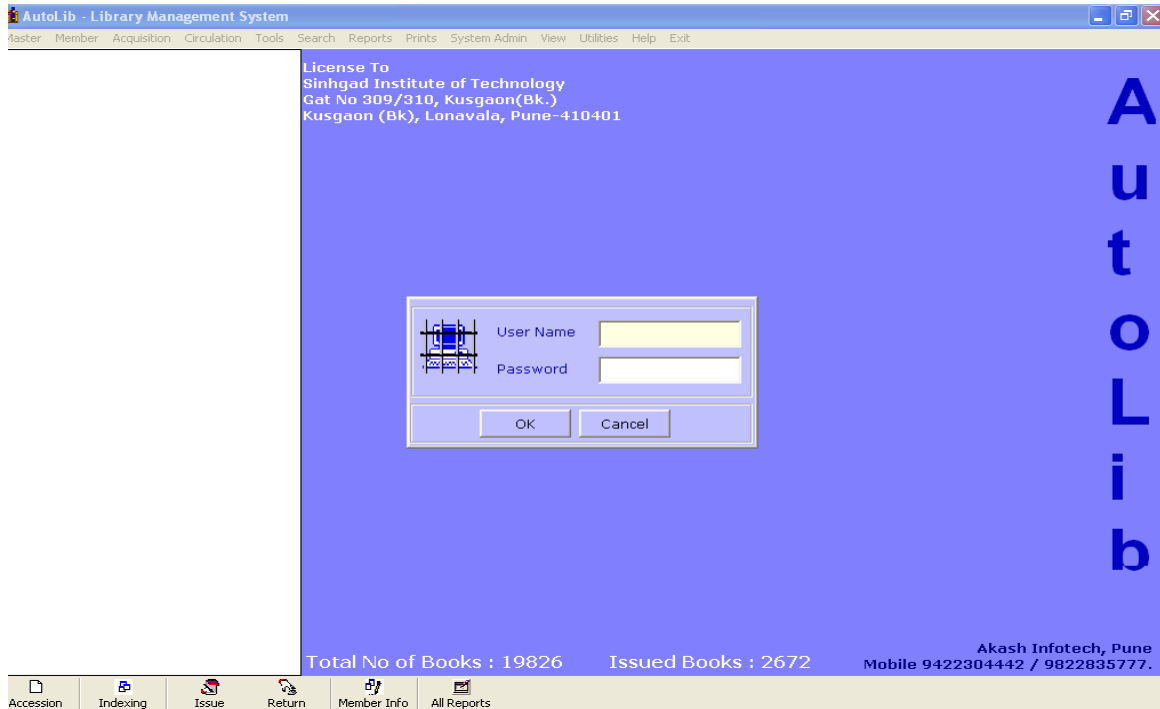 AutoLib - Library Management System
Master Member Acquisition Circulation Tools Search Reports Prints System Admin View Utilities Help Exit
License To
Sinhgad Institute of Technology
Gat No 309/310, Kusgaon(Bk.)
Kusgaon (Bk), Lonavala, Pune-410401
AutoLib
User Name
Password
OK Cancel
Total No of Books : 19826 Issued Books : 2672
Akash Infotech, Pune
Mobile 9422304442 / 9822835777.
Accession Indexing Issue Return Member Info All Reports